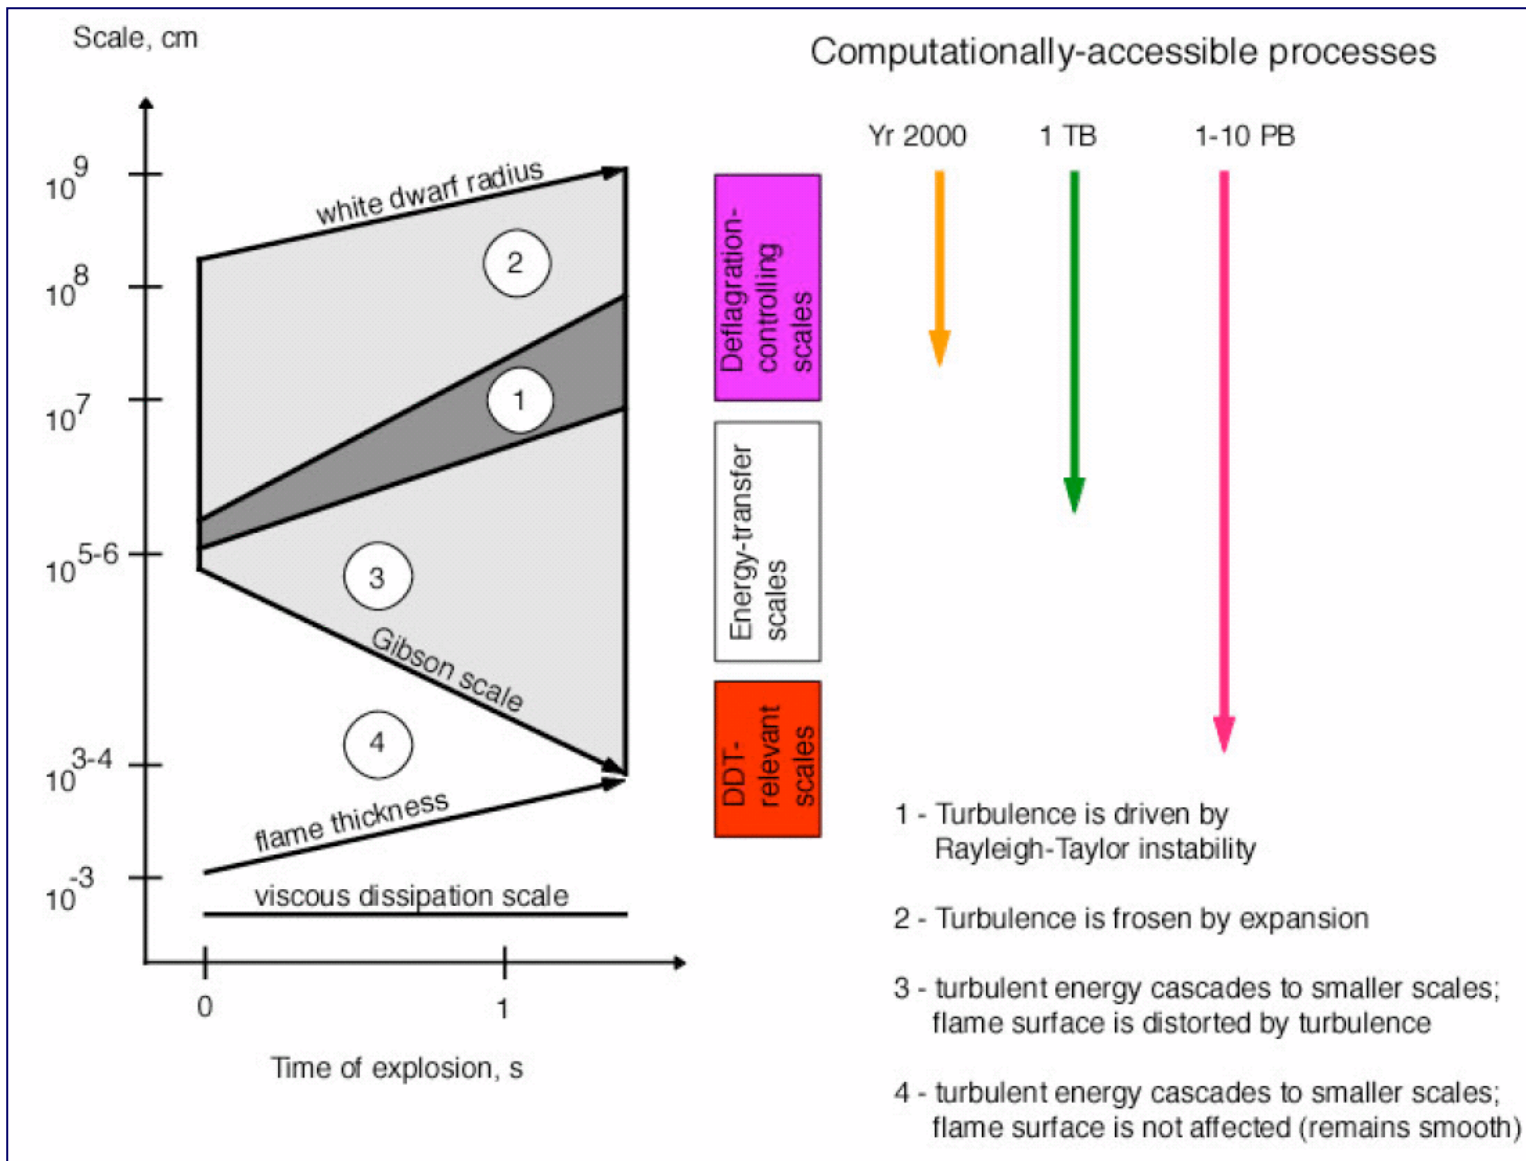 Scale, cm
Computationally-accessible processes
Yr 2000
1 TB
1-10 PB
10^9
10^8
10^7
10^5-6
10^3-4
10^-3
white dwarf radius
2
1
3
Gibson scale
4
flame thickness
viscous dissipation scale
0
1
Time of explosion, s
Deflagration-
controlling
scales
Energy-transfer
scales
DDT-
relevant
scales
1 - Turbulence is driven by
Rayleigh-Taylor instability
2 - Turbulence is frosen by expansion
3 - turbulent energy cascades to smaller scales;
flame surface is distorted by turbulence
4 - turbulent energy cascades to smaller scales;
flame surface is not affected (remains smooth)